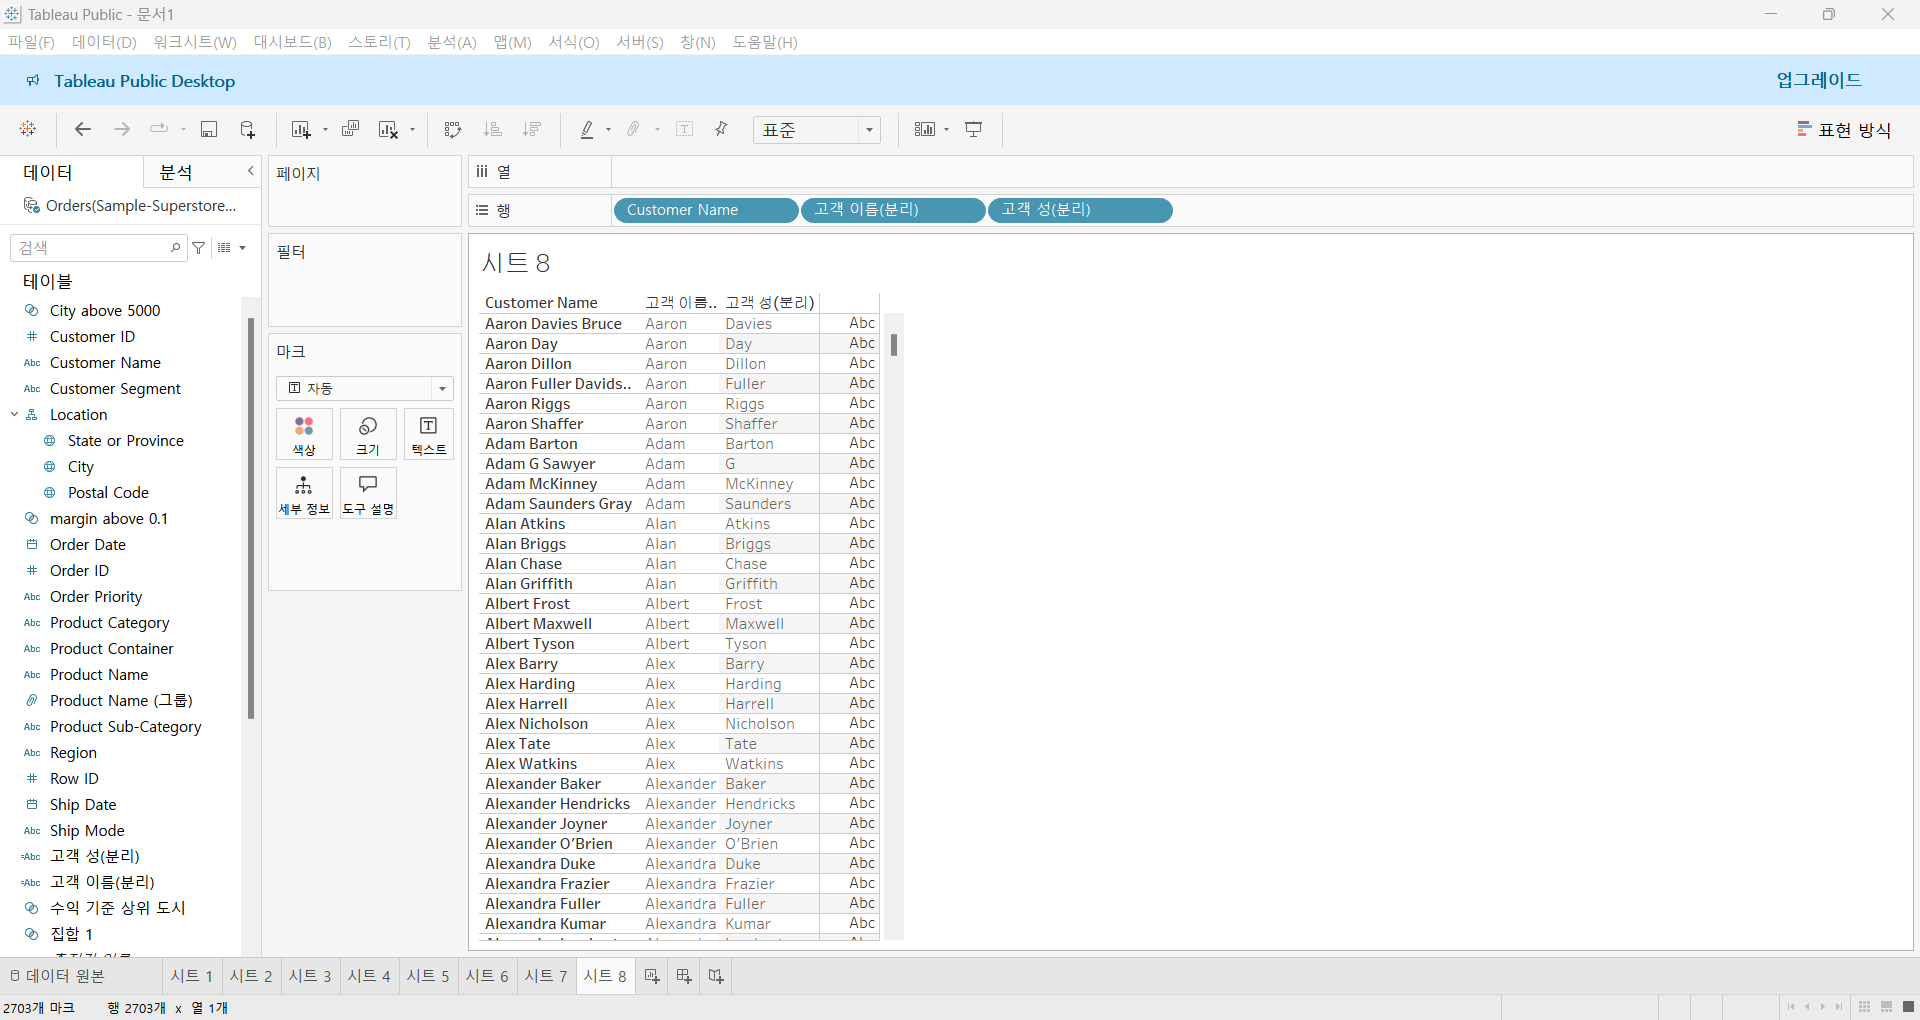 Tableau Public - 문서1
파일(F) 데이터(D) 워크시트(W) 대시보드(B) 스토리(T) 분석(A) 맵(M) 서식(O) 서버(S) 창(N) 도움말(H)
Tableau Public Desktop 업그레이드
표준 표현 방식
데이터 분석
Orders(Sample-Superstore...
검색
테이블
City above 5000
Customer ID
Abc Customer Name
Abc Customer Segment
Location
State or Province
City
Postal Code
margin above 0.1
Order Date
Order ID
Abc Order Priority
Abc Product Category
Abc Product Container
Abc Product Name
Product Name (그룹)
Abc Product Sub-Category
Abc Region
Row ID
Ship Date
Abc Ship Mode
=Abc 고객 성(분리)
=Abc 고객 이름(분리)
수익 기준 상위 도시
집합 1
페이지
필터
마크
자동
색상 크기 텍스트
세부 정보 도구 설명
열
행 Customer Name 고객 이름(분리) 고객 성(분리)
시트 8
Customer Name 고객 이름.. 고객 성(분리)
Aaron Davies Bruce Aaron Davies Abc
Aaron Day Aaron Day Abc
Aaron Dillon Aaron Dillon Abc
Aaron Fuller Davids.. Aaron Fuller Abc
Aaron Riggs Aaron Riggs Abc
Aaron Shaffer Aaron Shaffer Abc
Adam Barton Adam Barton Abc
Adam G Sawyer Adam G Abc
Adam McKinney Adam McKinney Abc
Adam Saunders Gray Adam Saunders Abc
Alan Atkins Alan Atkins Abc
Alan Briggs Alan Briggs Abc
Alan Chase Alan Chase Abc
Alan Griffith Alan Griffith Abc
Albert Frost Albert Frost Abc
Albert Maxwell Albert Maxwell Abc
Albert Tyson Albert Tyson Abc
Alex Barry Alex Barry Abc
Alex Harding Alex Harding Abc
Alex Harrell Alex Harrell Abc
Alex Nicholson Alex Nicholson Abc
Alex Tate Alex Tate Abc
Alex Watkins Alex Watkins Abc
Alexander Baker Alexander Baker Abc
Alexander Hendricks Alexander Hendricks Abc
Alexander Joyner Alexander Joyner Abc
Alexander O'Brien Alexander O'Brien Abc
Alexandra Duke Alexandra Duke Abc
Alexandra Frazier Alexandra Frazier Abc
Alexandra Fuller Alexandra Fuller Abc
Alexandra Kumar Alexandra Kumar Abc
데이터 원본 시트 1 시트 2 시트 3 시트 4 시트 5 시트 6 시트 7 시트 8
2703개 마크 행 2703개 x 열 1개